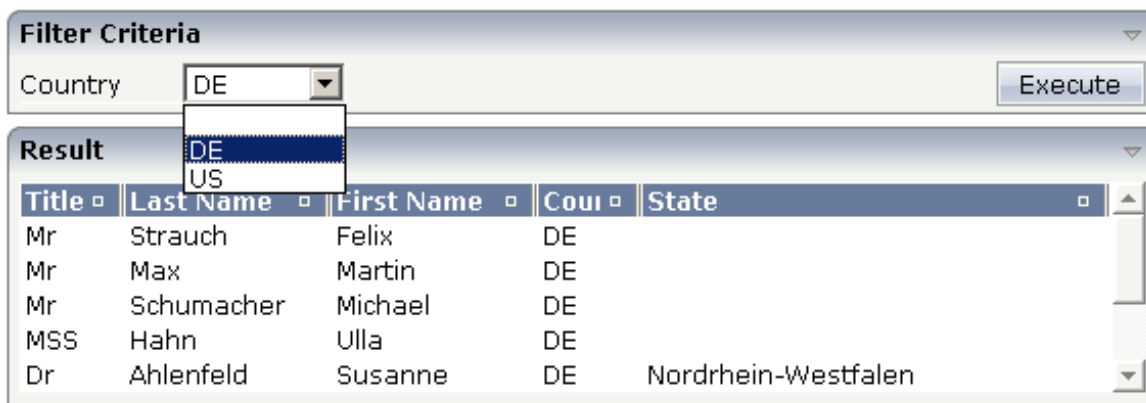 Filter Criteria
Country DE Execute
DE
Result
US
Title Last Name First Name Cour State
Mr Strauch Felix DE
Mr Max Martin DE
Mr Schumacher Michael DE
MSS Hahn Ulla DE
Dr Ahlenfeld Susanne DE Nordrhein-Westfalen